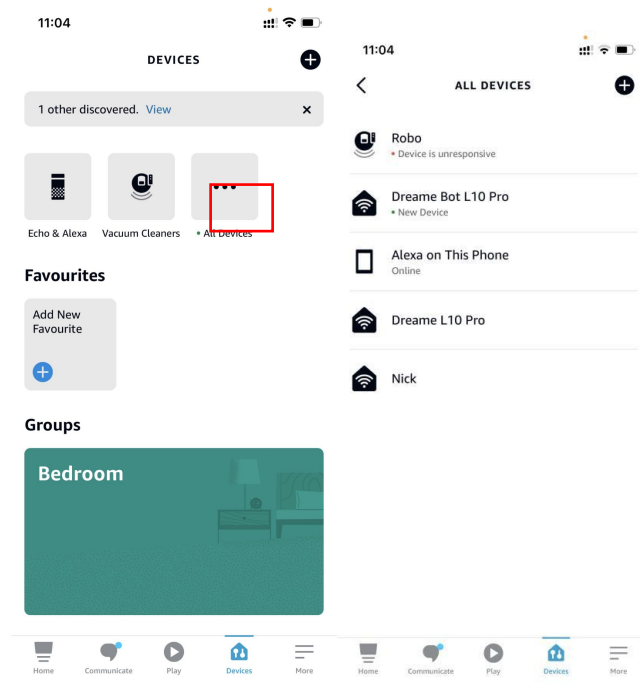 11:04
DEVICES
1 other discovered. View
Echo & Alexa
Vacuum Cleaners
All Devices
Favourites
Add New
Favourite
Groups
Bedroom
Home
Communicate
Play
Devices
More
11:04
ALL DEVICES
Robo
Device is unresponsive
Dreame Bot L10 Pro
New Device
Alexa on This Phone
Online
Dreame L10 Pro
Nick
Home
Communicate
Play
Devices
More